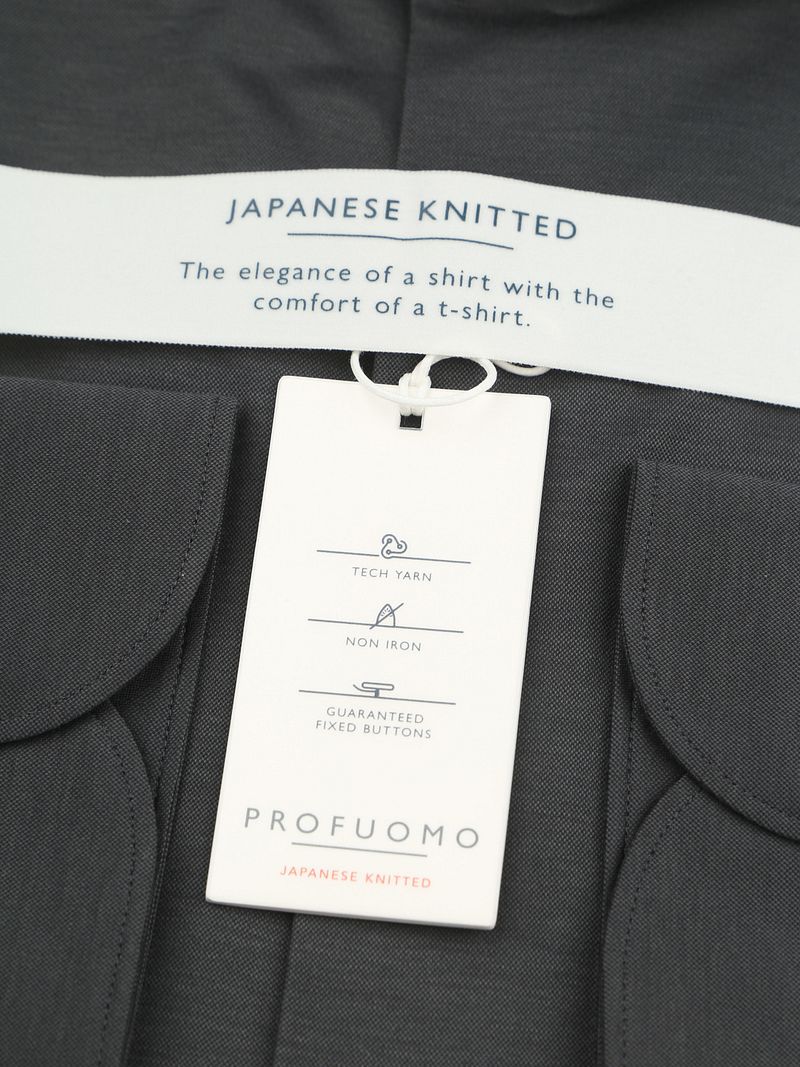 JAPANESE KNITTED
The elegance of a shirt with the
comfort of a t-shirt.
TECH YARN
NON IRON
GUARANTEED
FIXED BUTTONS
PROFUOMO
JAPANESE KNITTED